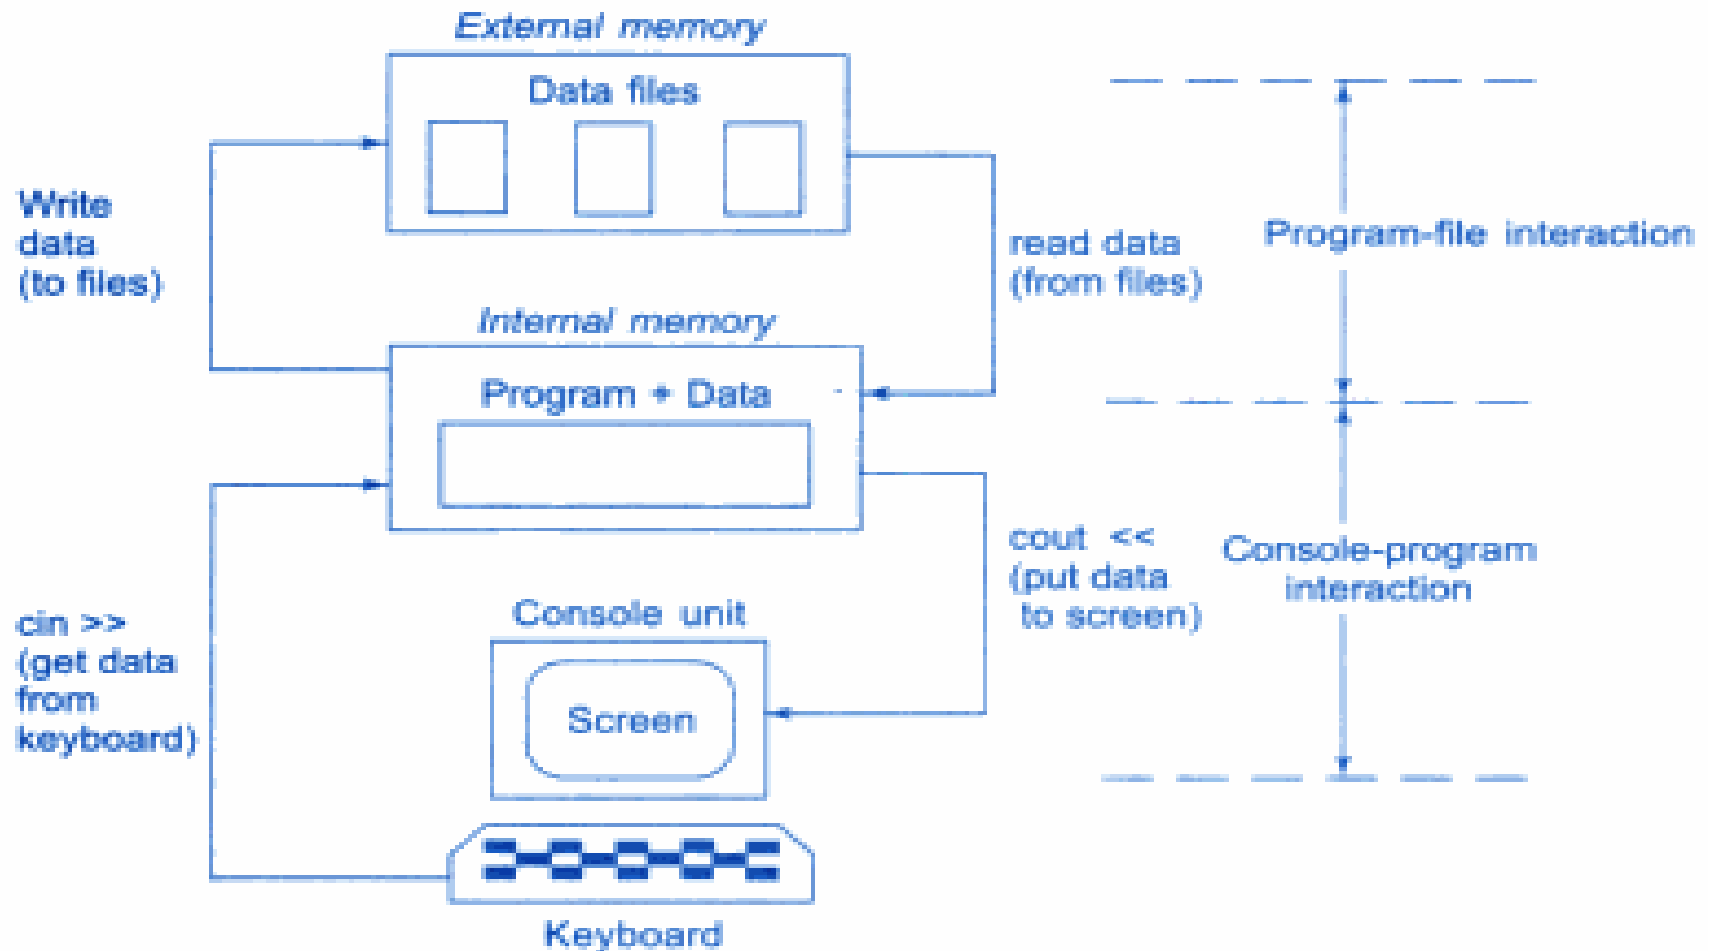 External memory
Data files
Write
data
(to files)
read data
(from files)
Program-file interaction
Internal memory
Program + Data
cout <<
(put data
to screen)
Console-program
interaction
cin >>
(get data
from
keyboard)
Console unit
Screen
Keyboard